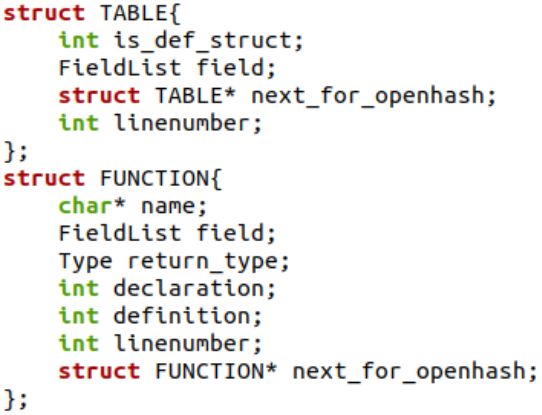 struct TABLE{
    int is_def_struct;
    FieldList field;
    struct TABLE* next_for_openhash;
    int linenumber;
};
struct FUNCTION{
    char* name;
    FieldList field;
    Type return_type;
    int declaration;
    int definition;
    int linenumber;
    struct FUNCTION* next_for_openhash;
};